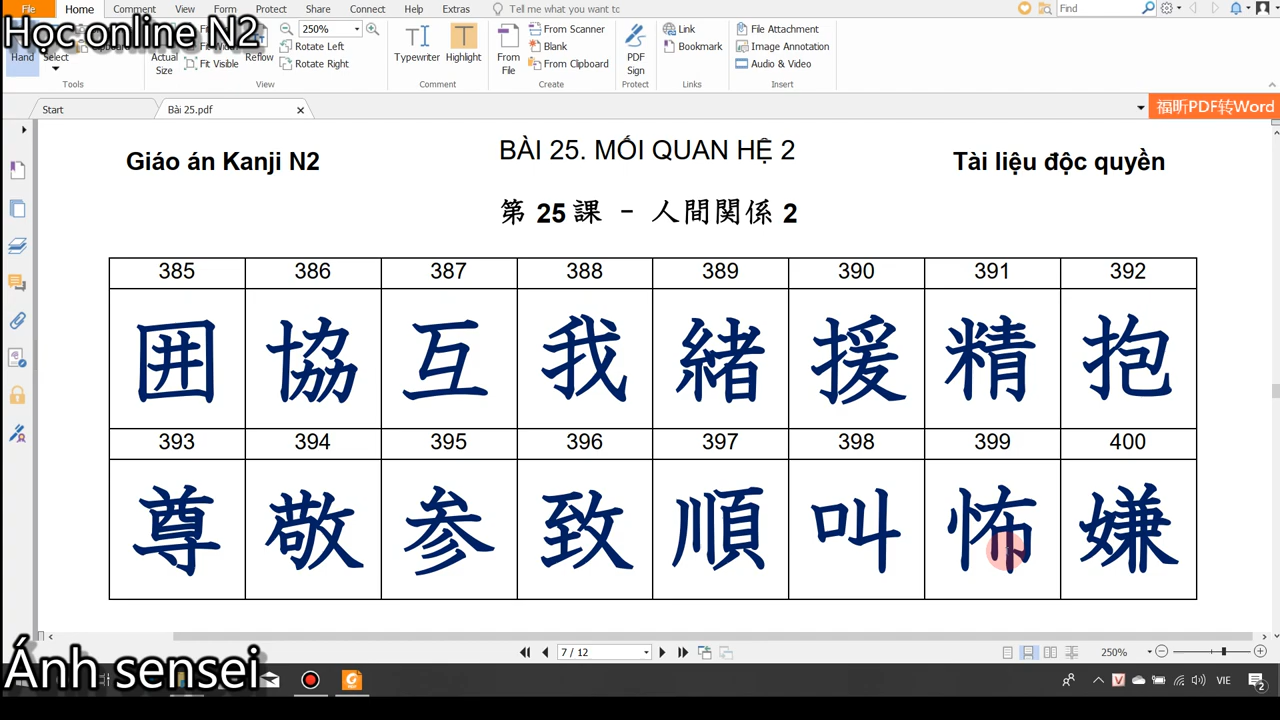 File Home Comment View Form Protect Share Connect Help Extras Tell me what you want tc Find
Học online N2
Hand Select Actual Size Fit Visible Reflow Rotate Left Rotate Right 250% Typewriter Highlight From File From Scanner Blank From Clipboard PDF Sign Link Bookmark File Attachment Image Annotation Audio & Video
Tools View Comment Create Protect Links Insert
Start Bài 25.pdf 福昕PDF转Word
Giáo án Kanji N2
BÀI 25. MỐI QUAN HỆ 2
Tài liệu độc quyền
第 25 課 - 人間関係 2
385 386 387 388 389 390 391 392
囲 協 互 我 緒 援 精 抱
393 394 395 396 397 398 399 400
尊 敬 参 致 順 叫 怖 嫌
7 / 12 250%
Ánh sensei
VIE 2